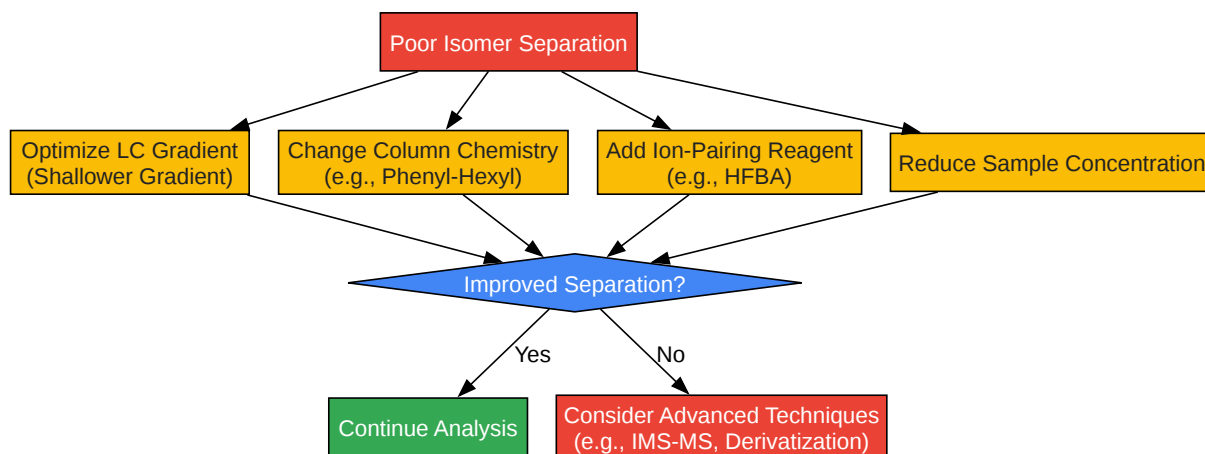 Poor Isomer Separation
Optimize LC Gradient
(Shallower Gradient)
Change Column Chemistry
(e.g., Phenyl-Hexyl)
Add Ion-Pairing Reagent
(e.g., HFBA)
Reduce Sample Concentration
Improved Separation?
Yes
No
Continue Analysis
Consider Advanced Techniques
(e.g., IMS-MS, Derivatization)